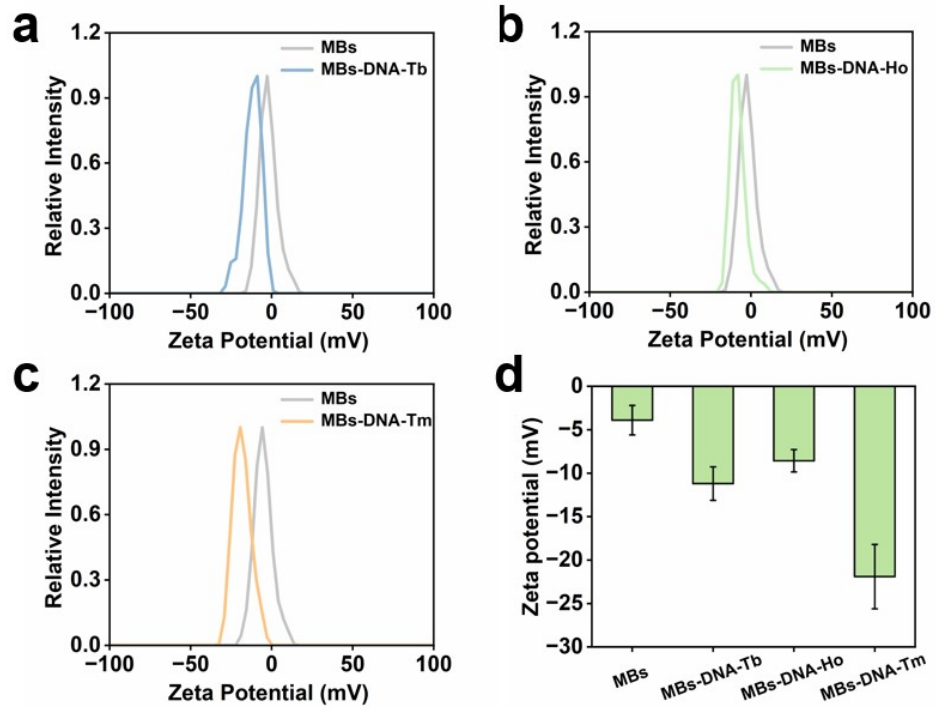 a
1.2
0.9
0.6
0.3
0.0
Relative Intensity
MBs
MBs-DNA-Tb
−100
−50
0
50
100
Zeta Potential (mV)
b
1.2
0.9
0.6
0.3
0.0
Relative Intensity
MBs
MBs-DNA-Ho
−100
−50
0
50
100
Zeta Potential (mV)
c
1.2
0.9
0.6
0.3
0.0
Relative Intensity
MBs
MBs-DNA-Tm
−100
−50
0
50
100
Zeta Potential (mV)
d
0
−5
−10
−15
−20
−25
−30
Zeta potential (mV)
MBs
MBs-DNA-Tb
MBs-DNA-Ho
MBs-DNA-Tm